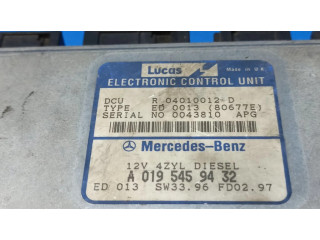 Lucas Made in U.K.
ELECTRONIC CONTROL UNIT
DCU R 04010012-D
TYPE ED 0013 (80677E)
SERIAL NO 0043810 APG
Mercedes-Benz
12V 4ZYL DIESEL
A 019 545 94 32
ED 013 SW33.96 FD02.97